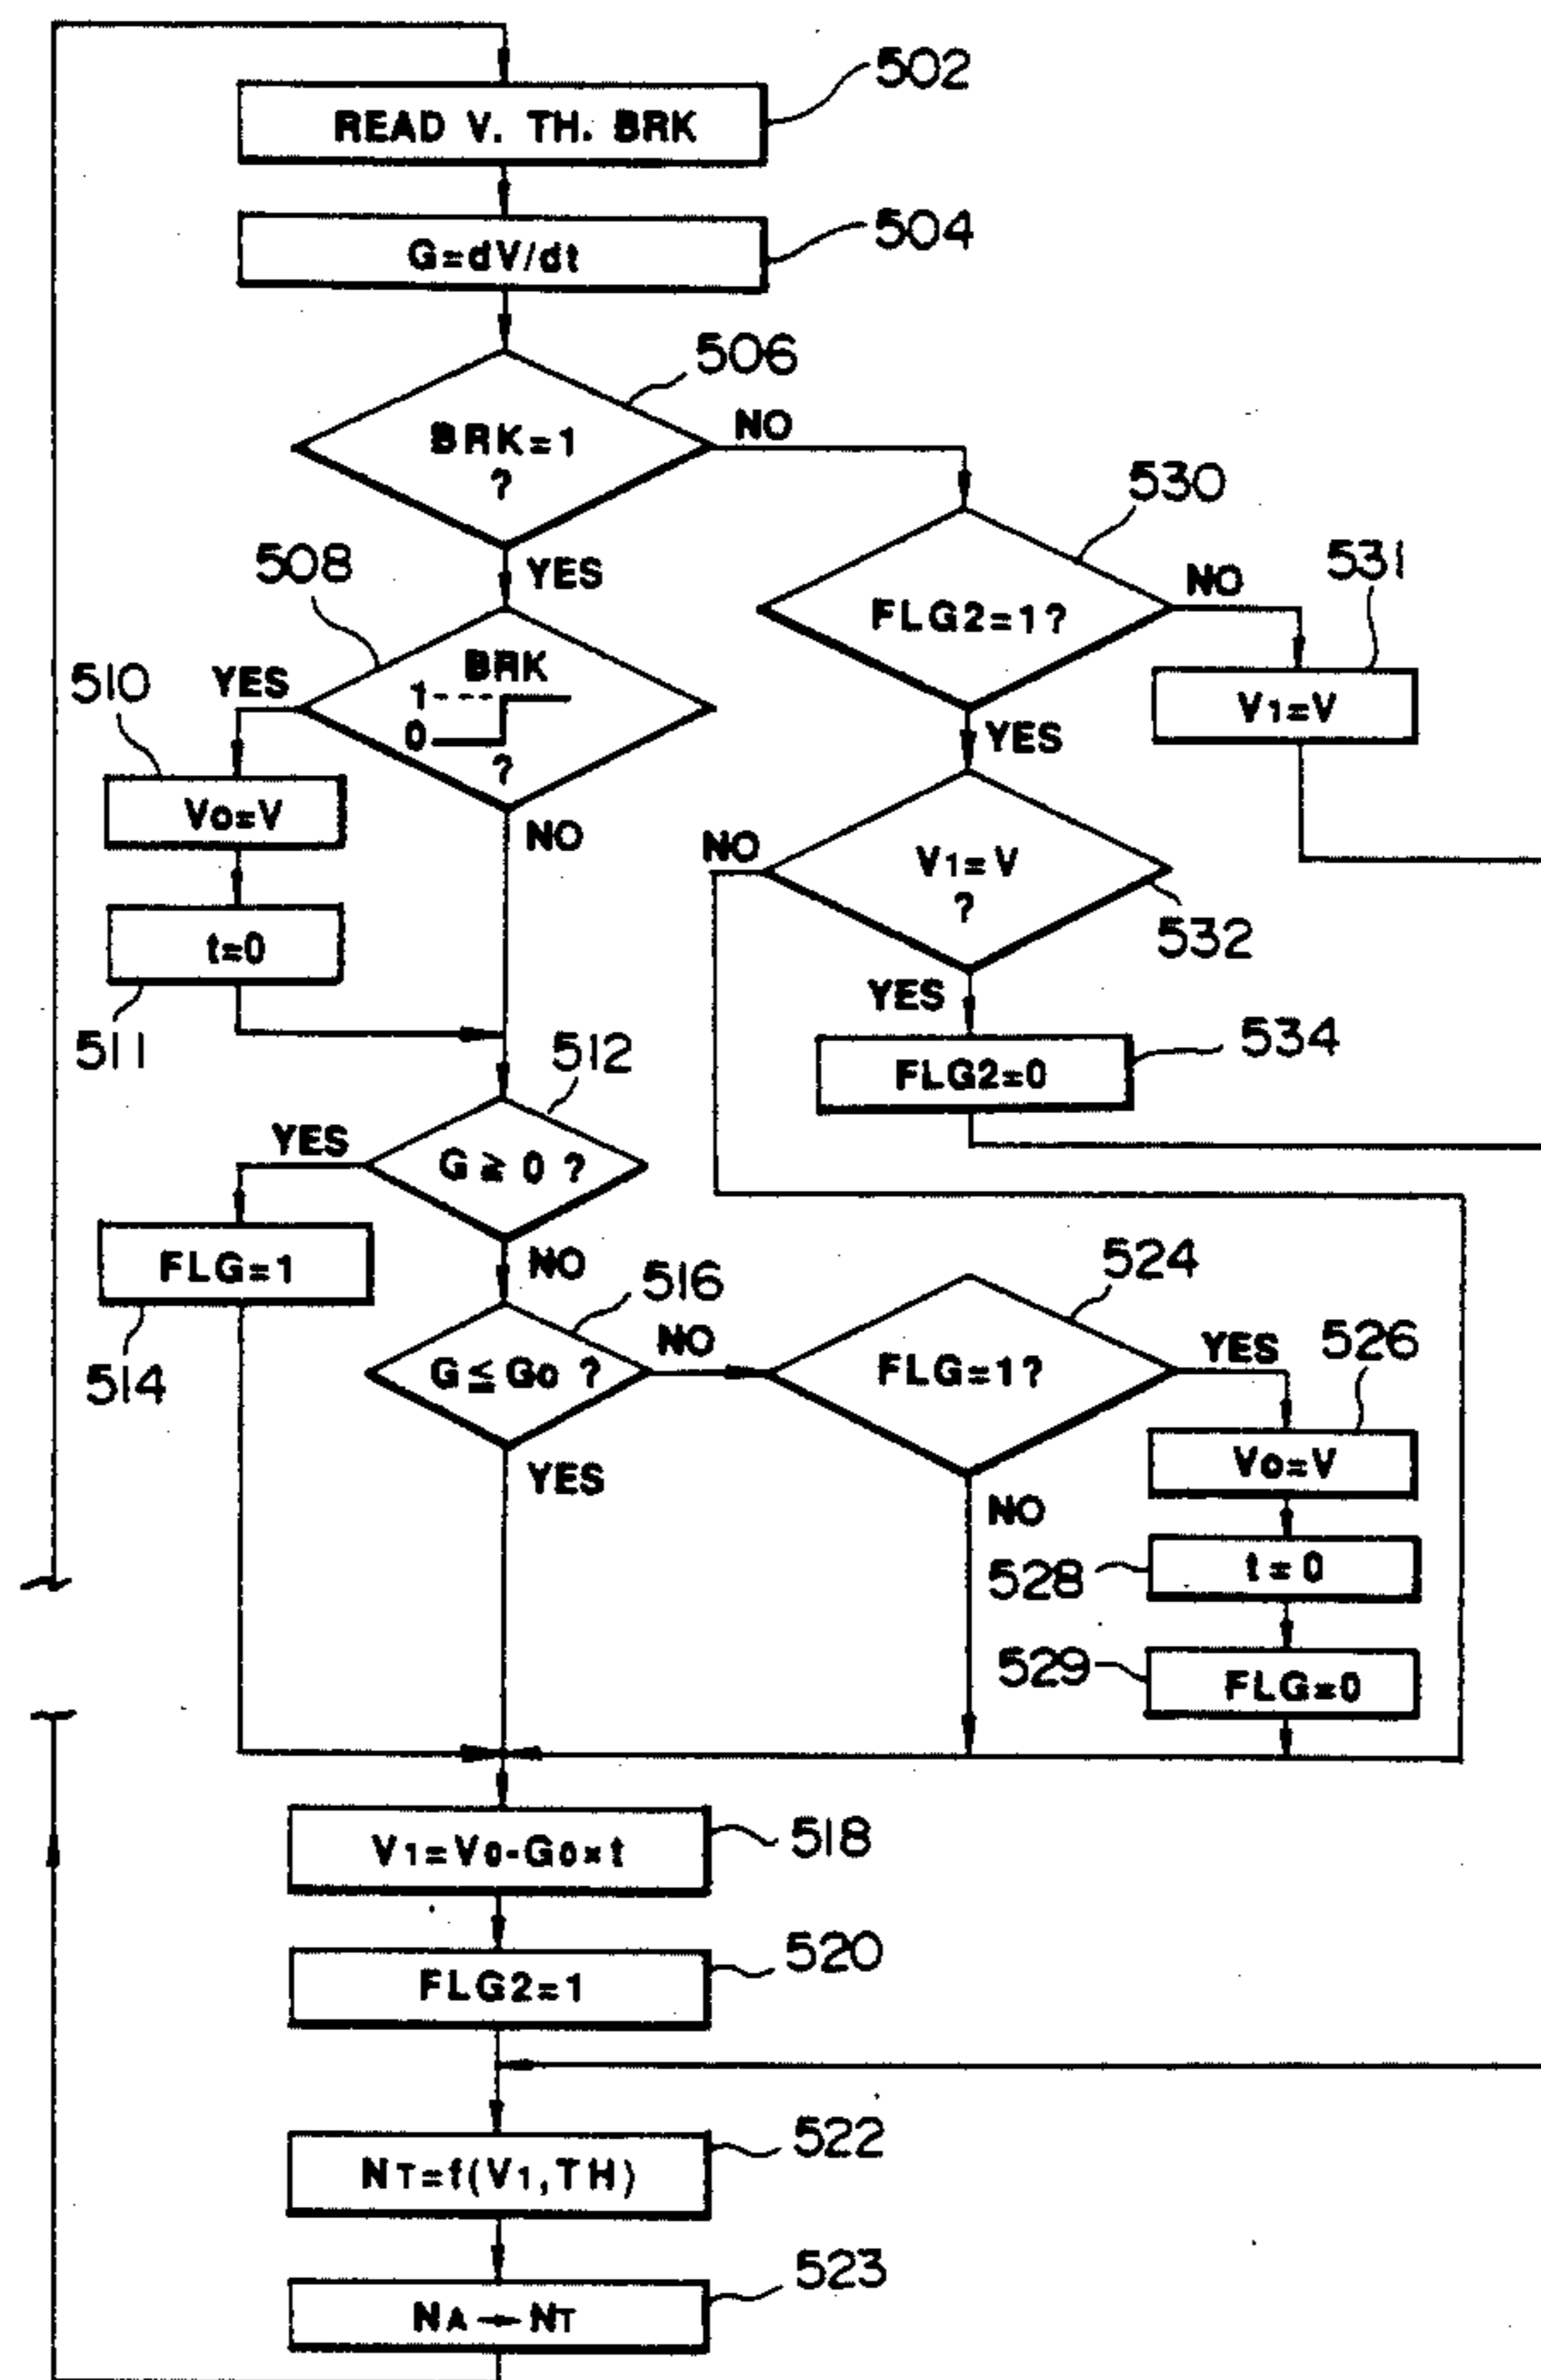 502
READ V. TH. BRK
504
G=dV/dt
506
BRK=1
?
NO
YES
530
FLG2=1?
NO
531
V1=V
YES
508
BRK
1
0
?
YES
NO
510
Vo=V
t=0
511
V1=V
?
NO
532
YES
534
FLG2=0
512
G ≧ 0 ?
YES
FLG=1
514
NO
516
G ≦ Go ?
NO
YES
524
FLG=1?
YES
NO
526
Vo=V
528
t=0
529
FLG=0
518
V1=Vo-Go×t
520
FLG2=1
522
NT=f(V1,TH)
523
NA→NT